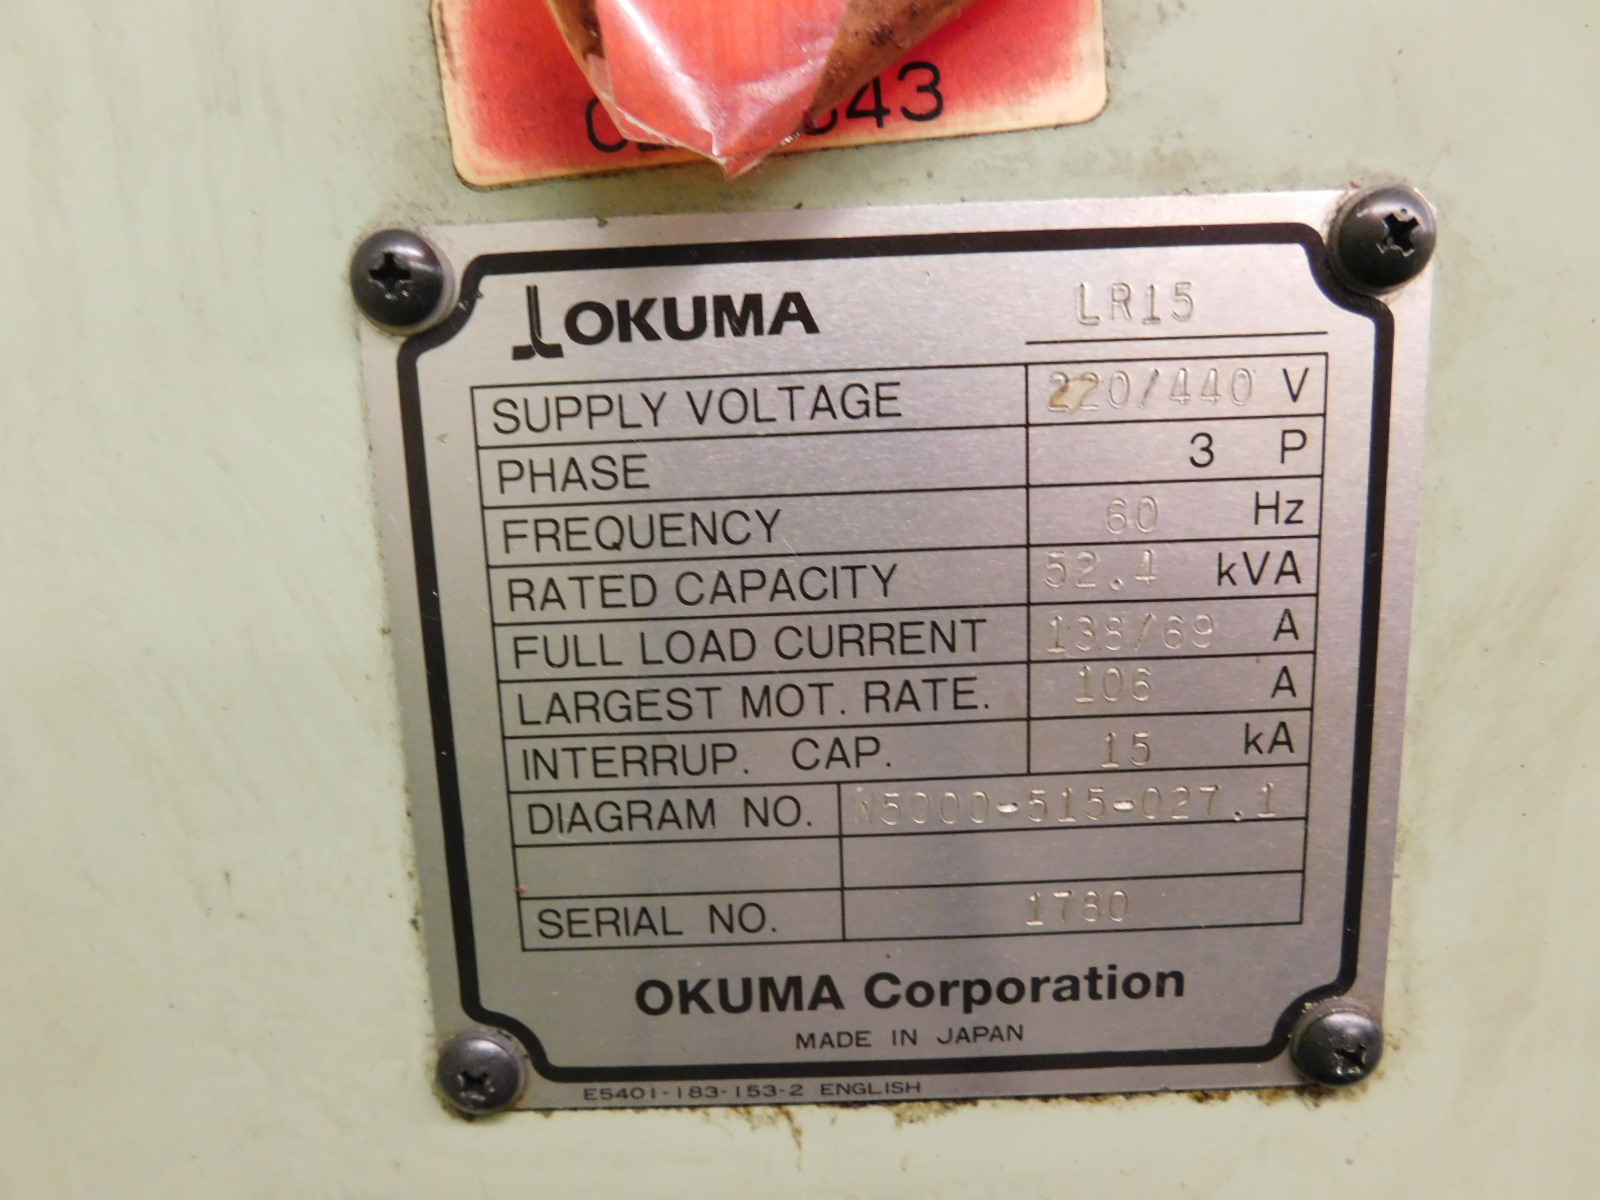 43
OKUMA LR15
SUPPLY VOLTAGE 220/440 V
PHASE 3 P
FREQUENCY 60 Hz
RATED CAPACITY 52.4 kVA
FULL LOAD CURRENT 138/69 A
LARGEST MOT. RATE. 106 A
INTERRUP. CAP. 15 kA
DIAGRAM NO. N5000-515-027.1
SERIAL NO. 1780
OKUMA Corporation
MADE IN JAPAN
E5401-183-153-2 ENGLISH